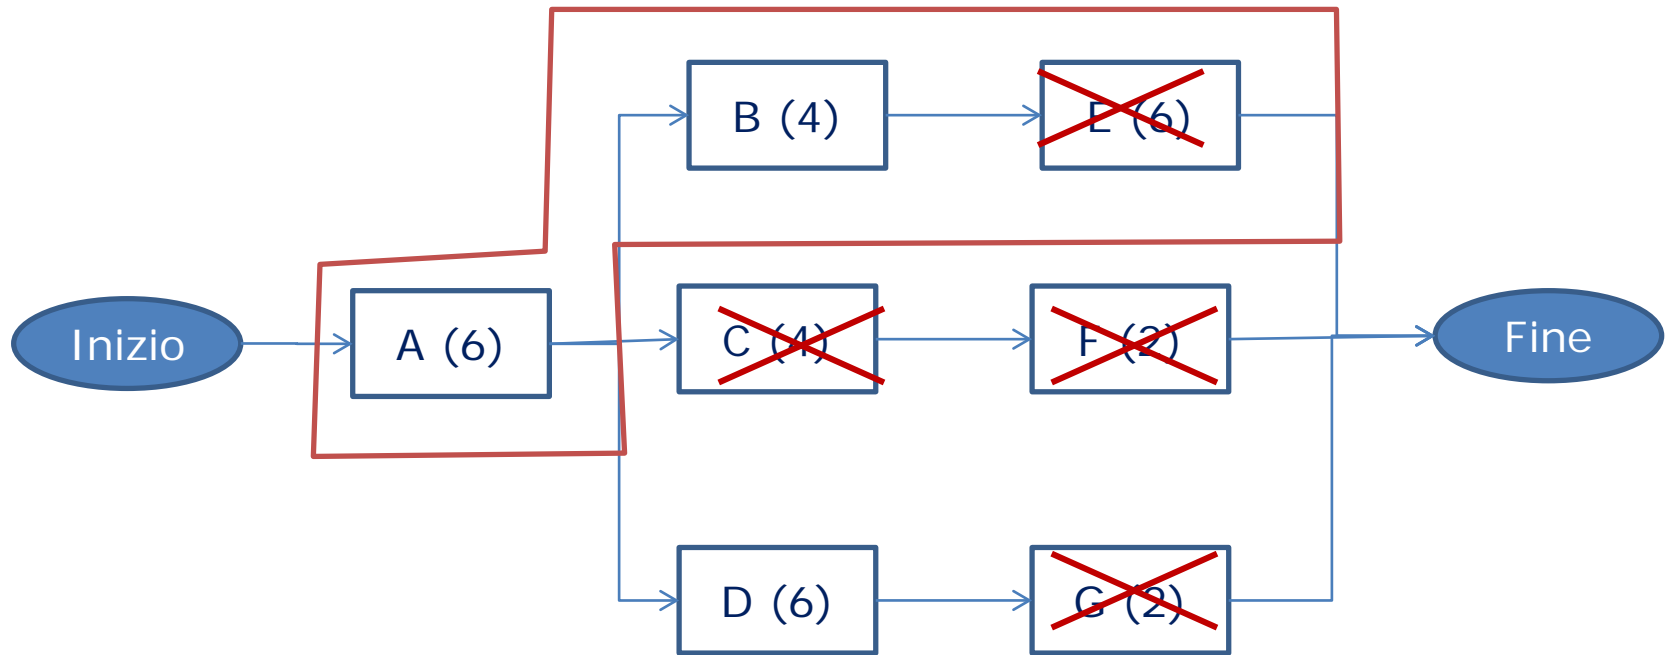 B (4)
E (6)
Inizio
A (6)
C (4)
F (2)
Fine
D (6)
G (2)